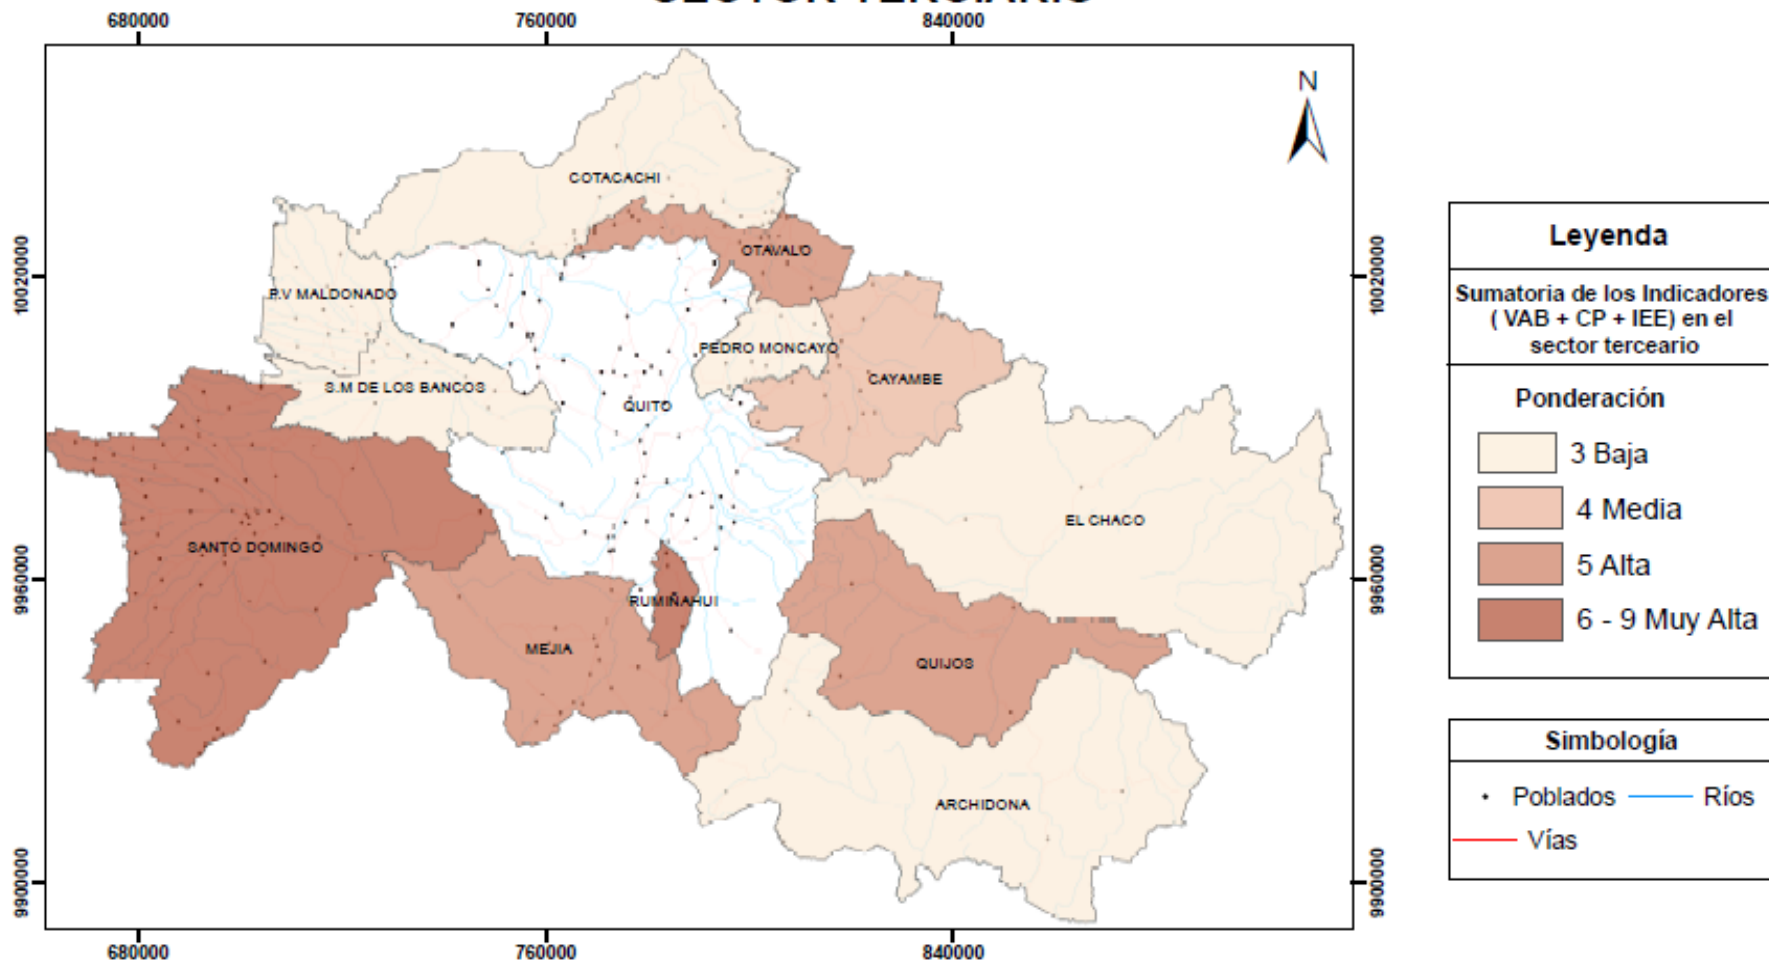 SECTOR TERCIARIO
680000 760000 840000
N
COTACACHI
OTAVALO
10020000 10020000
P.V MALDONADO
PEDRO MONCAYO
CAYAMBE
S.M DE LOS BANCOS
QUITO
EL CHACO
SANTO DOMINGO
9960000 9960000
RUMIÑAHUI
MEJIA
QUIJOS
ARCHIDONA
9900000 9900000
680000 760000 840000
Leyenda
Sumatoria de los Indicadores
( VAB + CP + IEE) en el
sector terceario
Ponderación
3 Baja
4 Media
5 Alta
6 - 9 Muy Alta
Simbología
Poblados Ríos
Vías